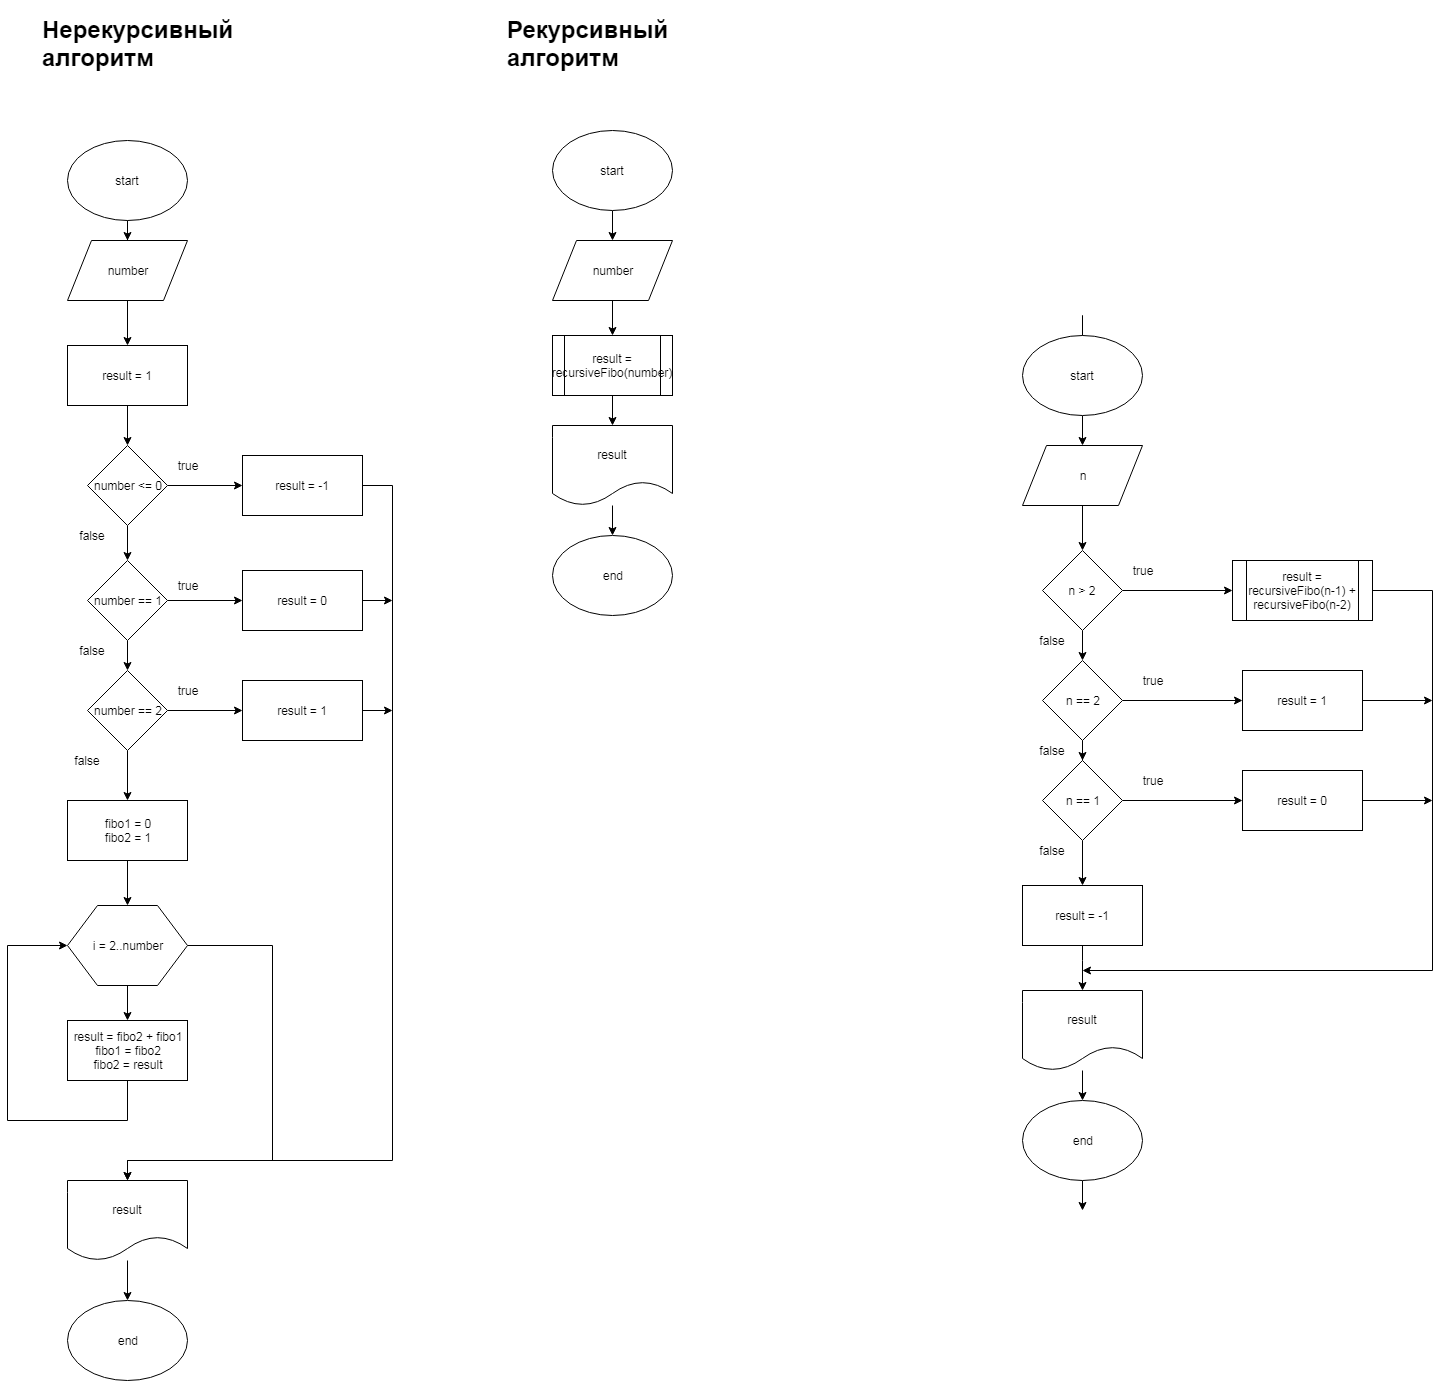 Нерекурсивный
алгоритм
start
number
result = 1
number <= 0
true
result = -1
false
number == 1
true
result = 0
false
number == 2
true
result = 1
false
fibo1 = 0
fibo2 = 1
i = 2..number
result = fibo2 + fibo1
fibo1 = fibo2
fibo2 = result
result
end
Рекурсивный
алгоритм
start
number
result =
recursiveFibo(number)
result
end
start
n
n > 2
true
result =
recursiveFibo(n-1) +
recursiveFibo(n-2)
false
n == 2
true
result = 1
false
n == 1
true
result = 0
false
result = -1
result
end